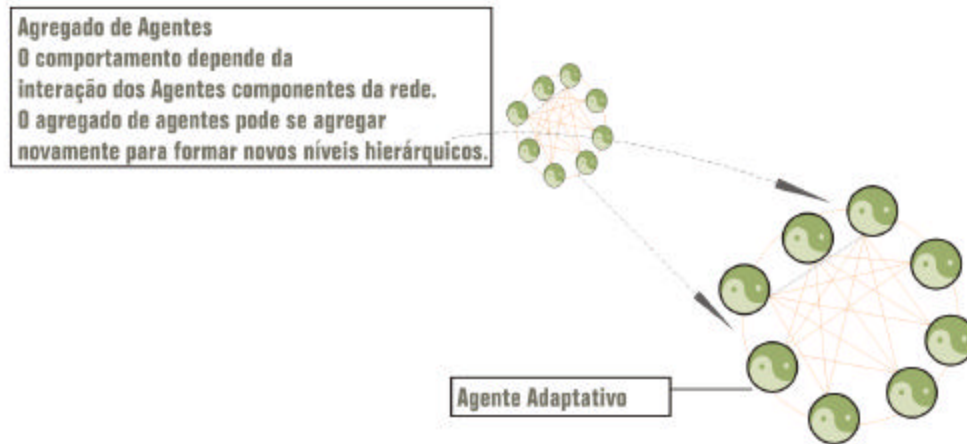 Agregado de Agentes
O comportamento depende da
interação dos Agentes componentes da rede.
O agregado de agentes pode se agregar
novamente para formar novos níveis hierárquicos.
Agente Adaptativo